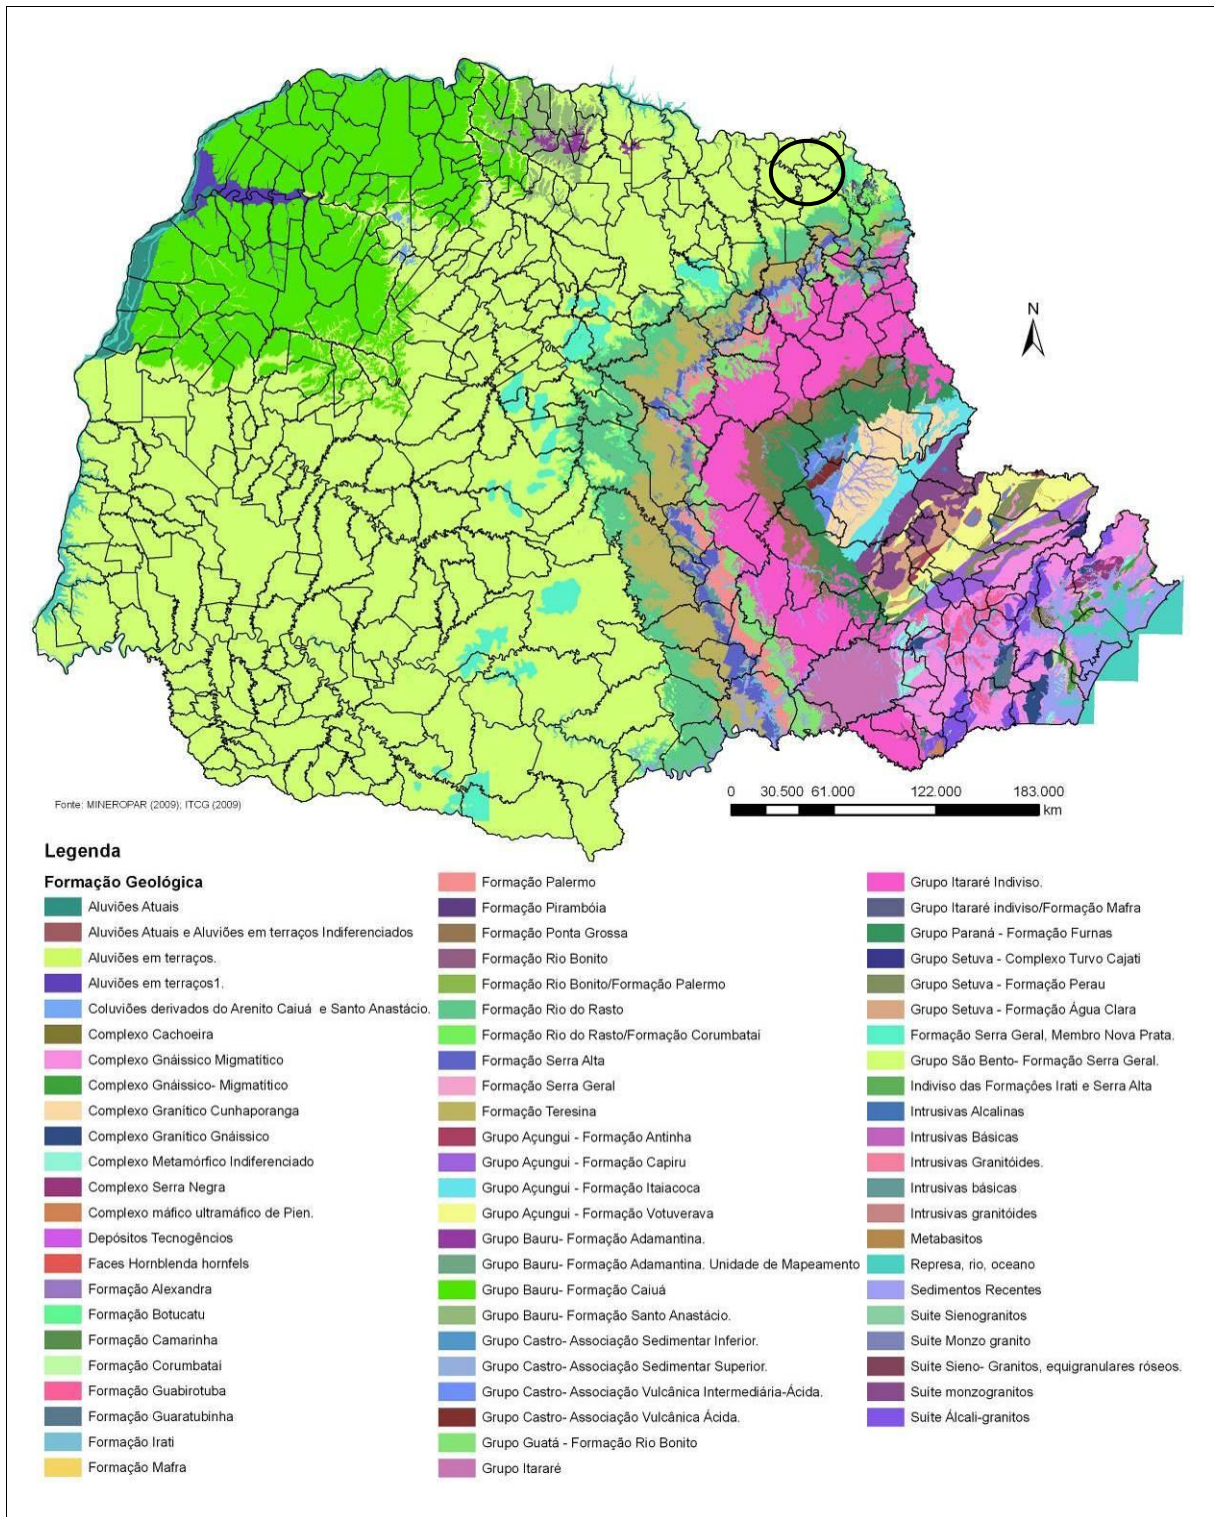 N
0 30.500 61.000 122.000 183.000
km
Fonte: MINEROPAR (2009); ITCG (2009)
Legenda
Formação Geológica
Aluviões Atuais
Aluviões Atuais e Aluviões em terraços Indiferenciados
Aluviões em terraços.
Aluviões em terraços1.
Coluviões derivados do Arenito Caiuá e Santo Anastácio.
Complexo Cachoeira
Complexo Gnáissico Migmatítico
Complexo Gnáissico- Migmatítico
Complexo Granítico Cunhaporanga
Complexo Granítico Gnáissico
Complexo Metamórfico Indiferenciado
Complexo Serra Negra
Complexo máfico ultramáfico de Pien.
Depósitos Tecnogêncios
Faces Hornblenda hornfels
Formação Alexandra
Formação Botucatu
Formação Camarinha
Formação Corumbatai
Formação Guabirotuba
Formação Guaratubinha
Formação Irati
Formação Mafra
Formação Palermo
Formação Pirambóia
Formação Ponta Grossa
Formação Rio Bonito
Formação Rio Bonito/Formação Palermo
Formação Rio do Rasto
Formação Rio do Rasto/Formação Corumbataí
Formação Serra Alta
Formação Serra Geral
Formação Teresina
Grupo Açungui - Formação Antinha
Grupo Açungui - Formação Capiru
Grupo Açungui - Formação Itaiacoca
Grupo Açungui - Formação Votuverava
Grupo Bauru- Formação Adamantina.
Grupo Bauru- Formação Adamantina. Unidade de Mapeamento
Grupo Bauru- Formação Caiuá
Grupo Bauru- Formação Santo Anastácio.
Grupo Castro- Associação Sedimentar Inferior.
Grupo Castro- Associação Sedimentar Superior.
Grupo Castro- Associação Vulcânica Intermediária-Ácida.
Grupo Castro- Associação Vulcânica Ácida.
Grupo Guatá - Formação Rio Bonito
Grupo Itararé
Grupo Itararé Indiviso.
Grupo Itararé indiviso/Formação Mafra
Grupo Paraná - Formação Furnas
Grupo Setuva - Complexo Turvo Cajati
Grupo Setuva - Formação Perau
Grupo Setuva - Formação Água Clara
Formação Serra Geral, Membro Nova Prata.
Grupo São Bento- Formação Serra Geral.
Indiviso das Formações Irati e Serra Alta
Intrusivas Alcalinas
Intrusivas Básicas
Intrusivas Granitóides.
Intrusivas básicas
Intrusivas granitóides
Metabasitos
Represa, rio, oceano
Sedimentos Recentes
Suite Sienogranitos
Suíte Monzo granito
Suíte Sieno- Granitos, equigranulares róseos.
Suíte monzogranitos
Suíte Álcali-granitos